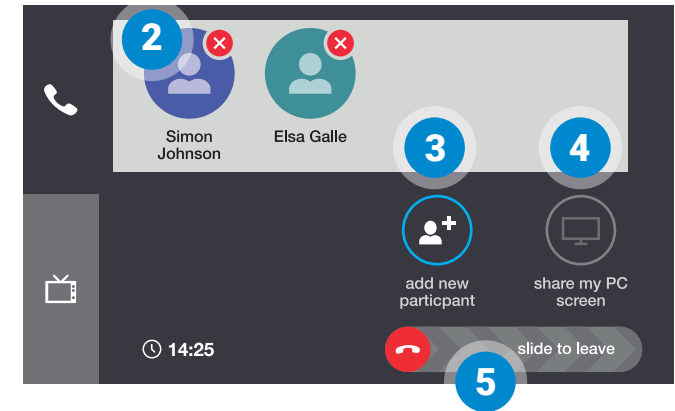 2
Simon
Johnson
Elsa Galle
3
4
add new
particpant
share my PC
screen
14:25
slide to leave
5